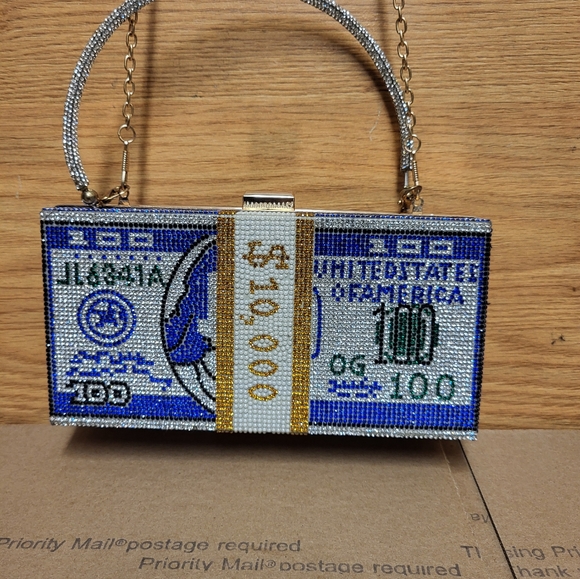 100
100
JL6341A
$10,000
UNITEDSTATES
OFAMERICA
100
OG
100
100
Priority Mail®postage required
Priority Mail®postage required